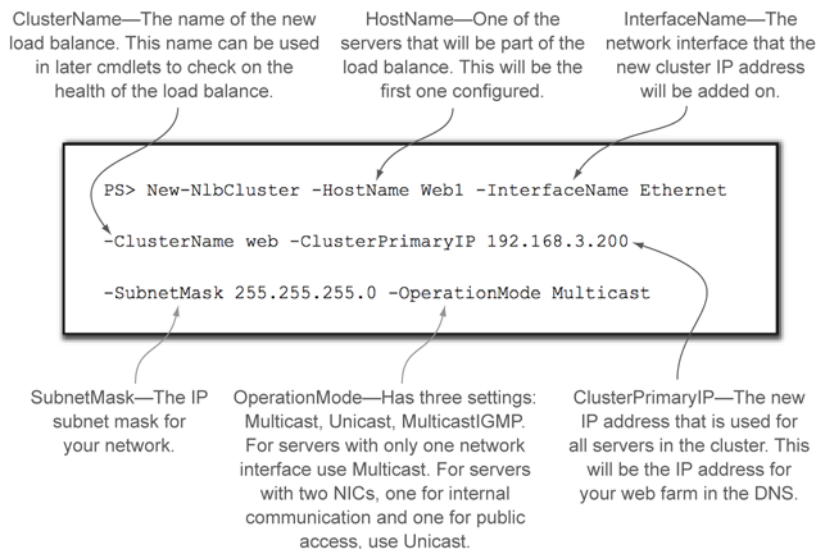 ClusterName—The name of the new
load balance. This name can be used
in later cmdlets to check on the
health of the load balance.
HostName—One of the
servers that will be part of the
load balance. This will be the
first one configured.
InterfaceName—The
network interface that the
new cluster IP address
will be added on.
PS> New-NlbCluster -HostName Web1 -InterfaceName Ethernet
-ClusterName web -ClusterPrimaryIP 192.168.3.200
-SubnetMask 255.255.255.0 -OperationMode Multicast
SubnetMask—The IP
subnet mask for
your network.
OperationMode—Has three settings:
Multicast, Unicast, MulticastIGMP.
For servers with only one network
interface use Multicast. For servers
with two NICs, one for internal
communication and one for public
access, use Unicast.
ClusterPrimaryIP—The new
IP address that is used for
all servers in the cluster. This
will be the IP address for
your web farm in the DNS.